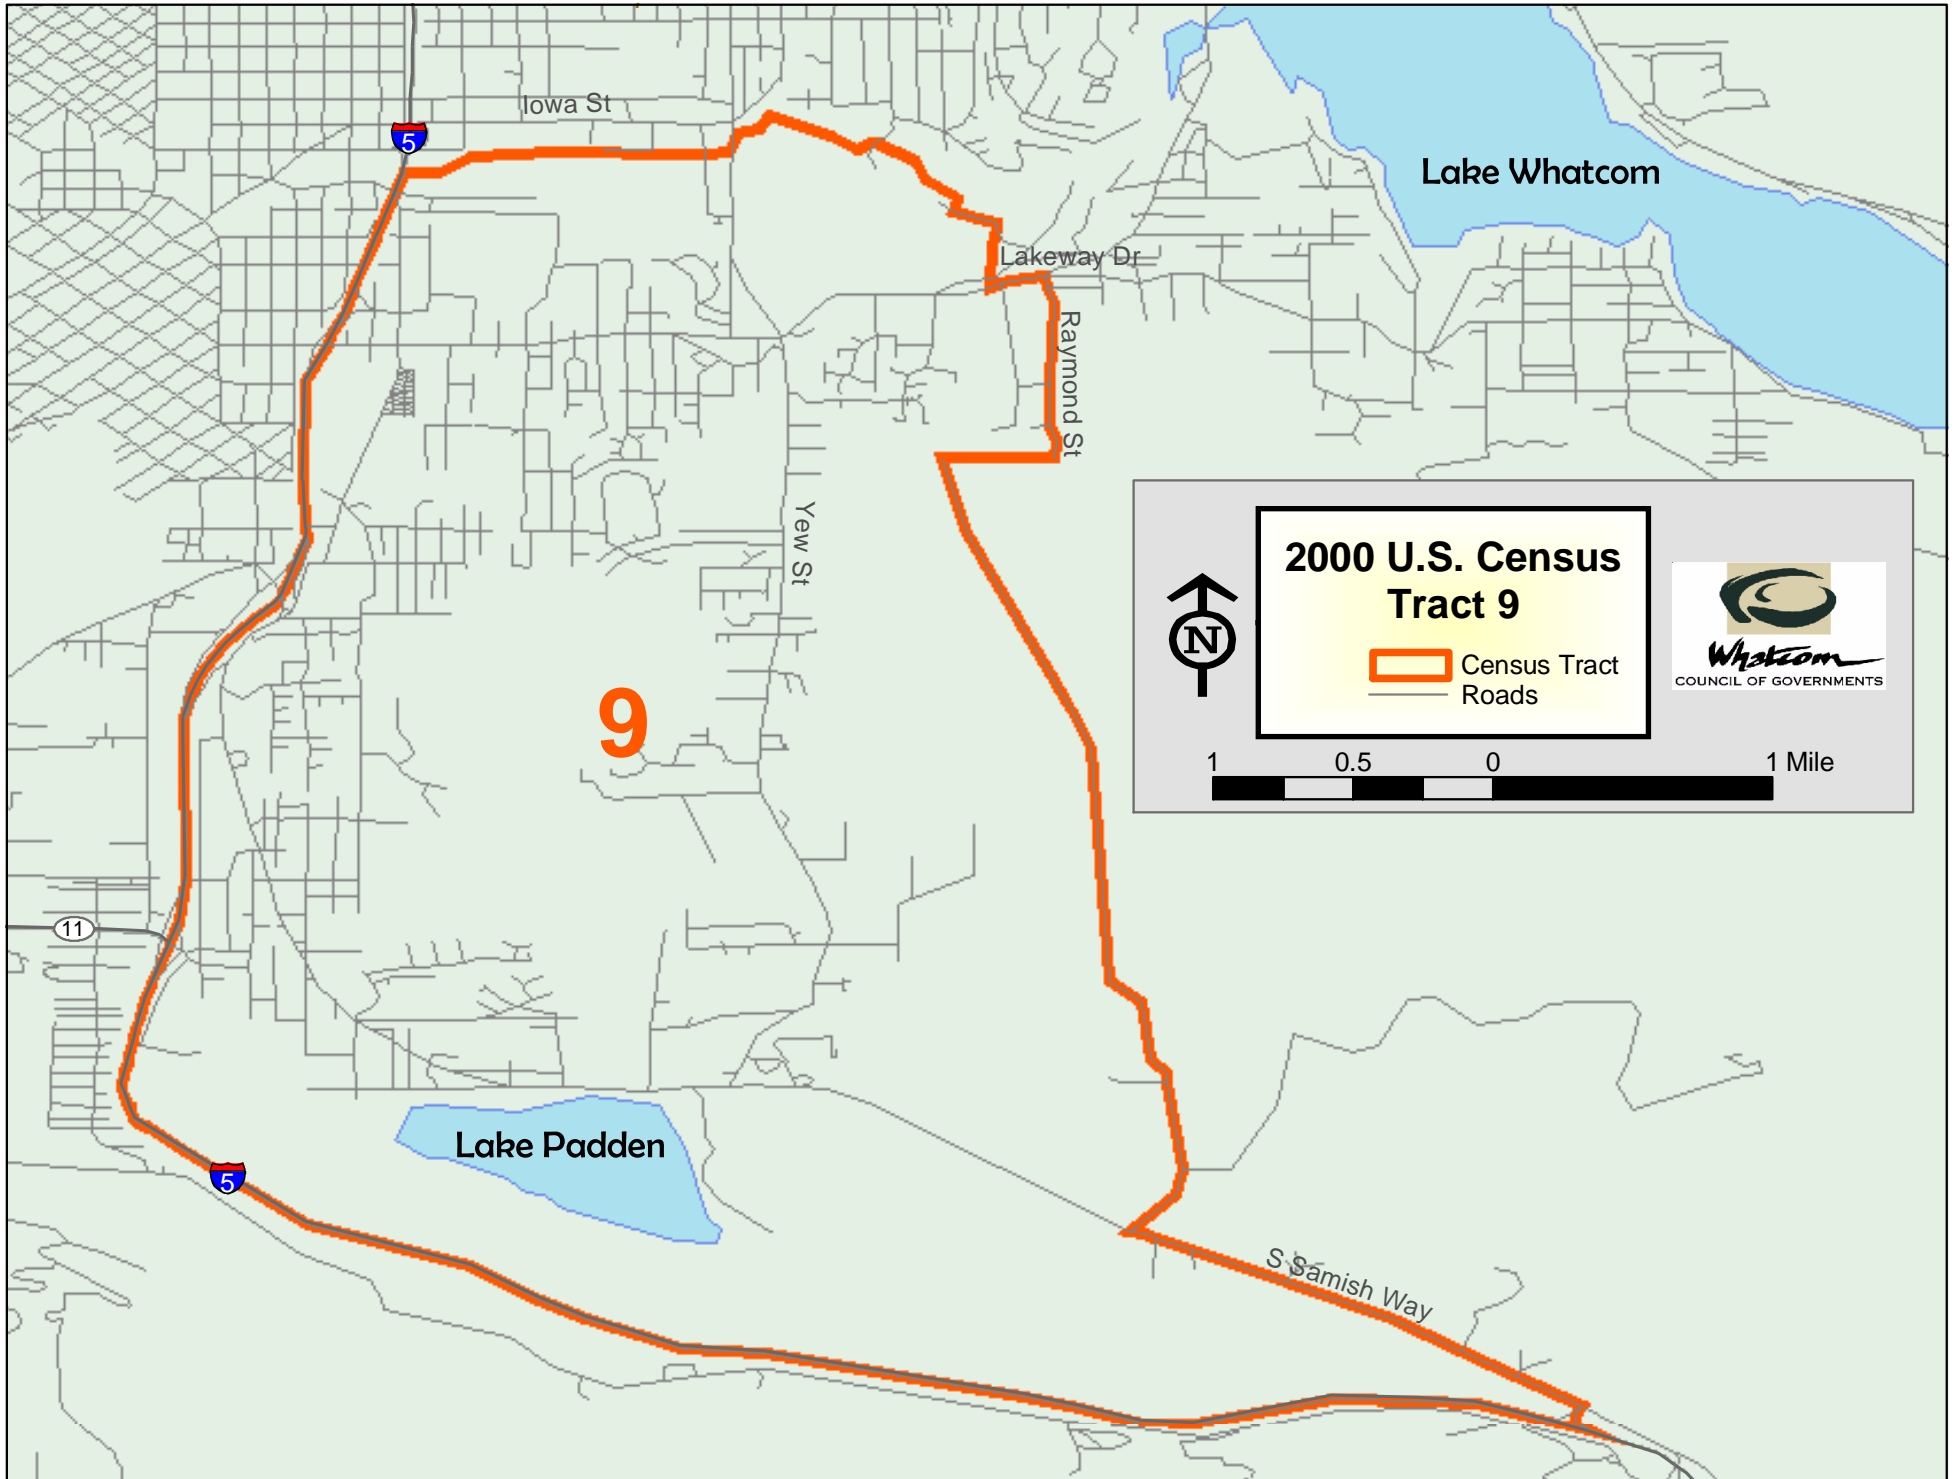 Iowa St
5
Lake Whatcom
Lakeway Dr
Raymond St
Yew St
2000 U.S. Census
Tract 9
N
Census Tract
Roads
Whatcom
COUNCIL OF GOVERNMENTS
9
1 0.5 0 1 Mile
11
Lake Padden
5
S Samish Way